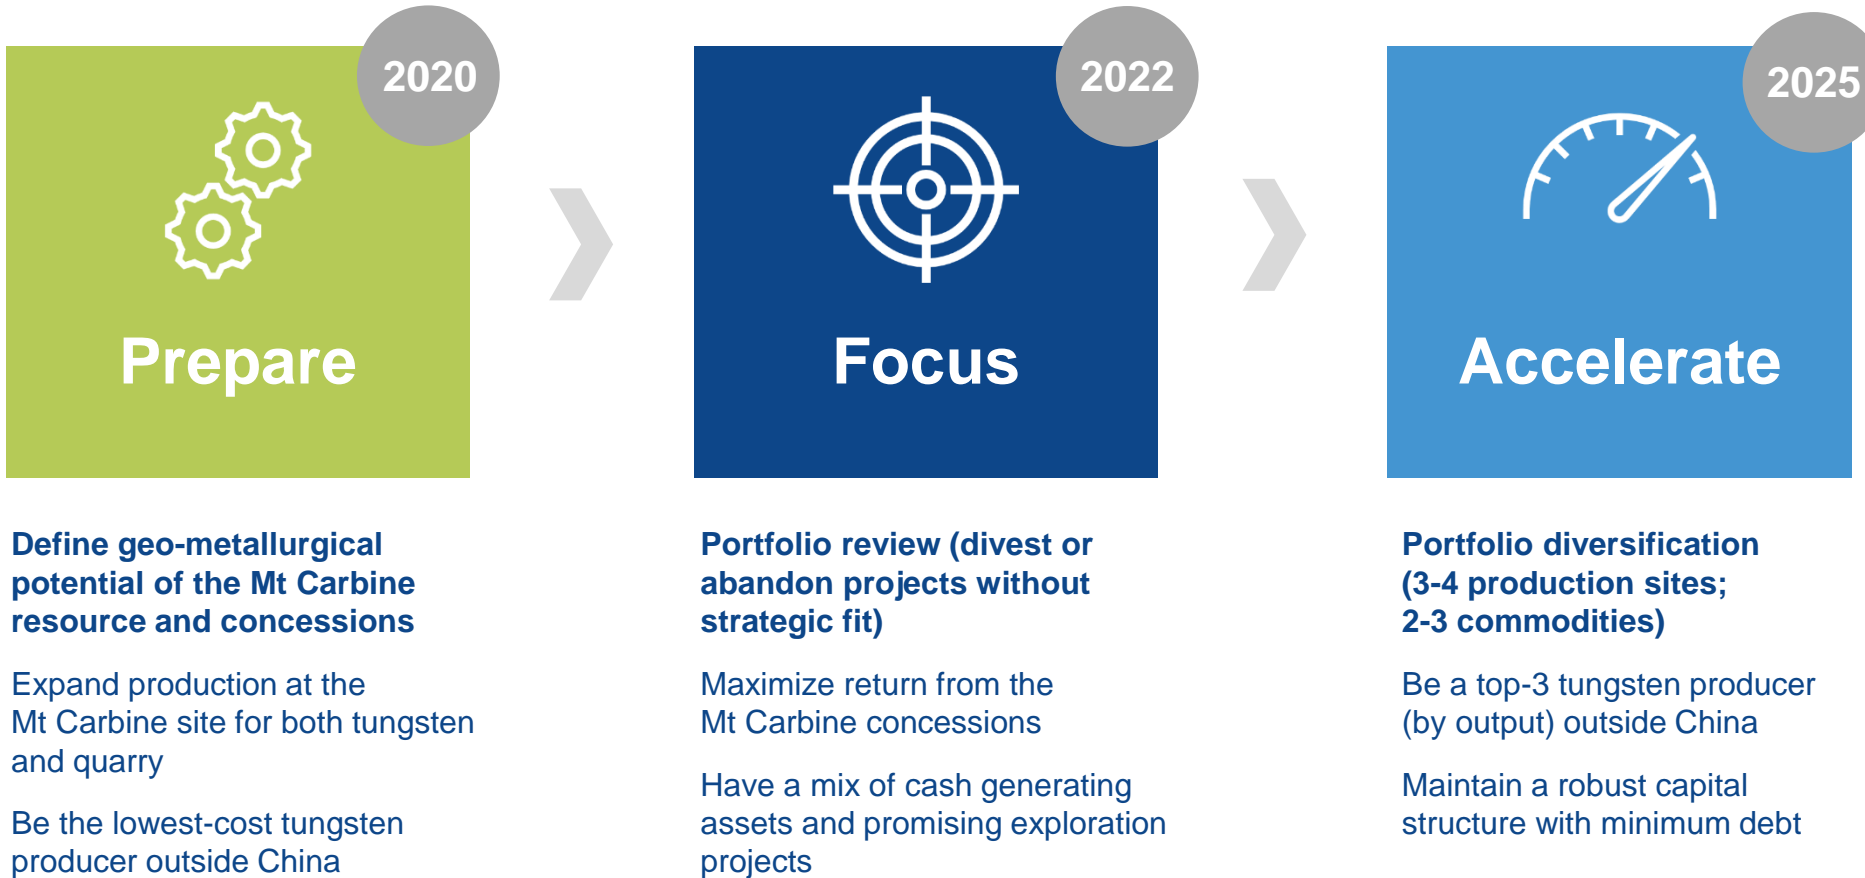 2020
Prepare
Define geo-metallurgical
potential of the Mt Carbine
resource and concessions
Expand production at the
Mt Carbine site for both tungsten
and quarry
Be the lowest-cost tungsten
producer outside China
2022
Focus
Portfolio review (divest or
abandon projects without
strategic fit)
Maximize return from the
Mt Carbine concessions
Have a mix of cash generating
assets and promising exploration
projects
2025
Accelerate
Portfolio diversification
(3-4 production sites;
2-3 commodities)
Be a top-3 tungsten producer
(by output) outside China
Maintain a robust capital
structure with minimum debt